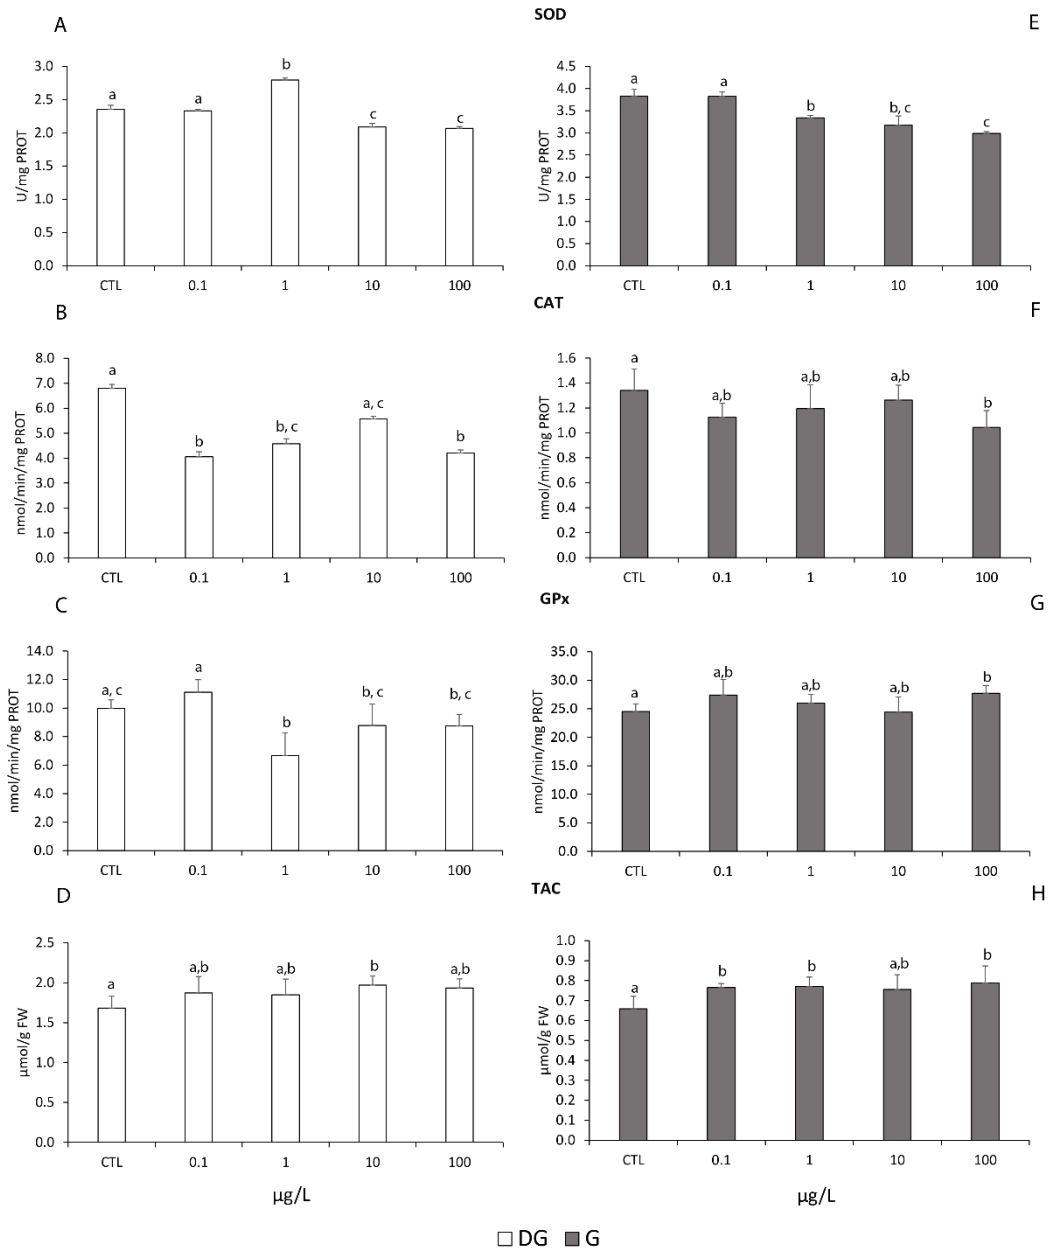 SOD
A
3.0
2.5
2.0
1.5
1.0
0.5
0.0
U/mg PROT
a
a
b
c
c
CTL
0.1
1
10
100
E
4.5
4.0
3.5
3.0
2.5
2.0
1.5
1.0
0.5
0.0
U/mg PROT
a
a
b
b, c
c
CTL
0.1
1
10
100
CAT
B
8.0
7.0
6.0
5.0
4.0
3.0
2.0
1.0
0.0
nmol/min/mg PROT
a
b
b, c
a, c
b
CTL
0.1
1
10
100
F
1.6
1.4
1.2
1.0
0.8
0.6
0.4
0.2
0.0
nmol/min/mg PROT
a
a,b
a,b
a,b
b
CTL
0.1
1
10
100
GPx
C
14.0
12.0
10.0
8.0
6.0
4.0
2.0
0.0
nmol/min/mg PROT
a, c
a
b
b, c
b, c
CTL
0.1
1
10
100
G
35.0
30.0
25.0
20.0
15.0
10.0
5.0
0.0
nmol/min/mg PROT
a
a,b
a,b
a,b
b
CTL
0.1
1
10
100
TAC
D
2.5
2.0
1.5
1.0
0.5
0.0
µmol/g FW
a
a,b
a,b
b
a,b
CTL
0.1
1
10
100
µg/L
H
1.0
0.9
0.8
0.7
0.6
0.5
0.4
0.3
0.2
0.1
0.0
µmol/g FW
a
b
b
a,b
b
CTL
0.1
1
10
100
µg/L
DG G